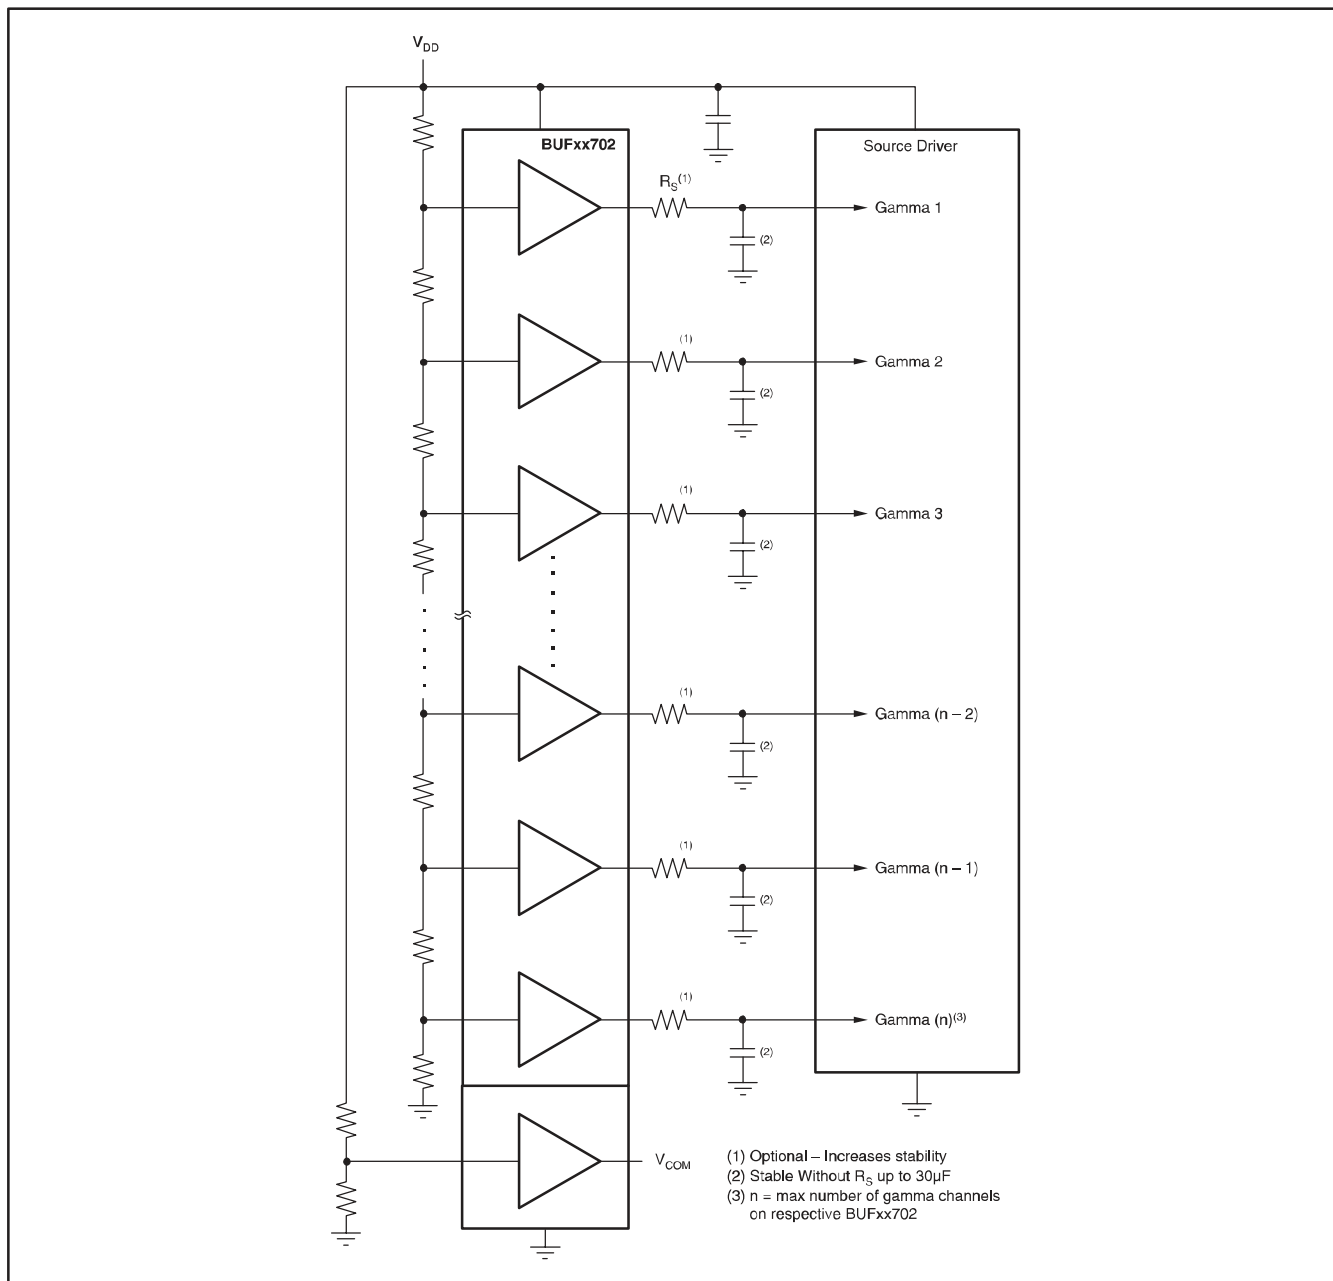 VDD
BUFxx702
Source Driver
RS(1)
Gamma 1
(2)
(1)
Gamma 2
(2)
(1)
Gamma 3
(2)
(1)
Gamma (n – 2)
(2)
(1)
Gamma (n – 1)
(2)
(1)
Gamma (n)(3)
(2)
VCOM
(1) Optional – Increases stability
(2) Stable Without RS up to 30µF
(3) n = max number of gamma channels
on respective BUFxx702